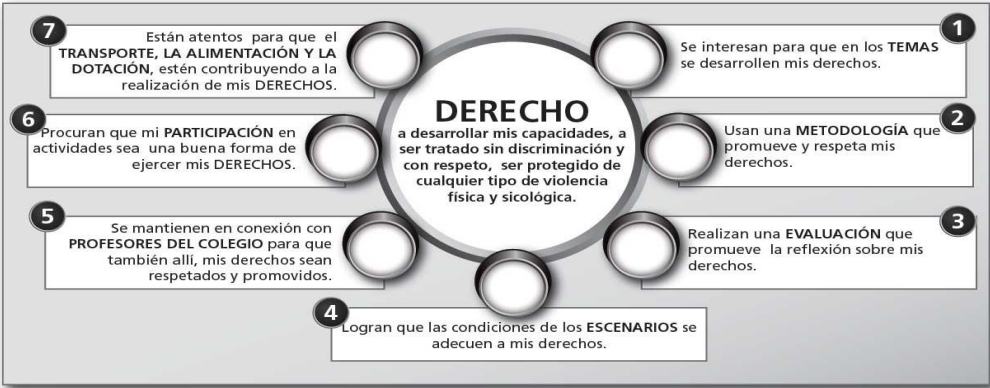 DERECHO
a desarrollar mis capacidades, a
ser tratado sin discriminación y
con respeto, ser protegido de
cualquier tipo de violencia
física y sicológica.
1
Se interesan para que en los TEMAS
se desarrollen mis derechos.
2
Usan una METODOLOGÍA que
promueve y respeta mis
derechos.
3
Realizan una EVALUACIÓN que
promueve la reflexión sobre mis
derechos.
4
Logran que las condiciones de los ESCENARIOS se
adecuen a mis derechos.
5
Se mantienen en conexión con
PROFESORES DEL COLEGIO para que
también allí, mis derechos sean
respetados y promovidos.
6
Procuran que mi PARTICIPACIÓN en
actividades sea una buena forma de
ejercer mis DERECHOS.
7
Están atentos para que el
TRANSPORTE, LA ALIMENTACIÓN Y LA
DOTACIÓN, estén contribuyendo a la
realización de mis DERECHOS.